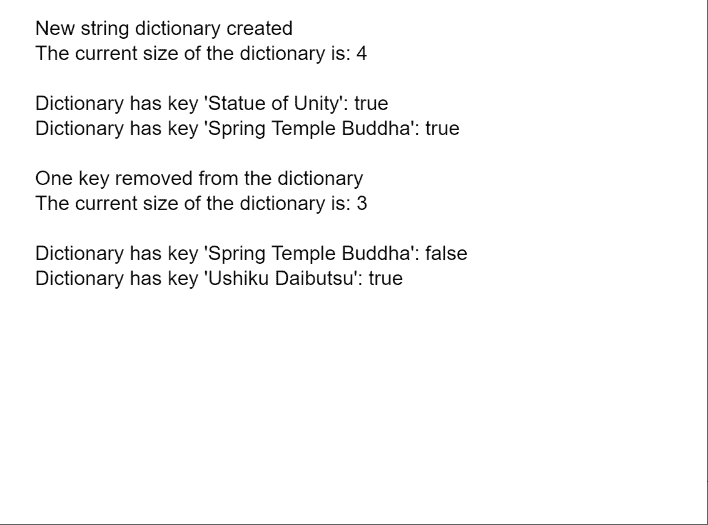 New string dictionary created
The current size of the dictionary is: 4
Dictionary has key 'Statue of Unity': true
Dictionary has key 'Spring Temple Buddha': true
One key removed from the dictionary
The current size of the dictionary is: 3
Dictionary has key 'Spring Temple Buddha': false
Dictionary has key 'Ushiku Daibutsu': true